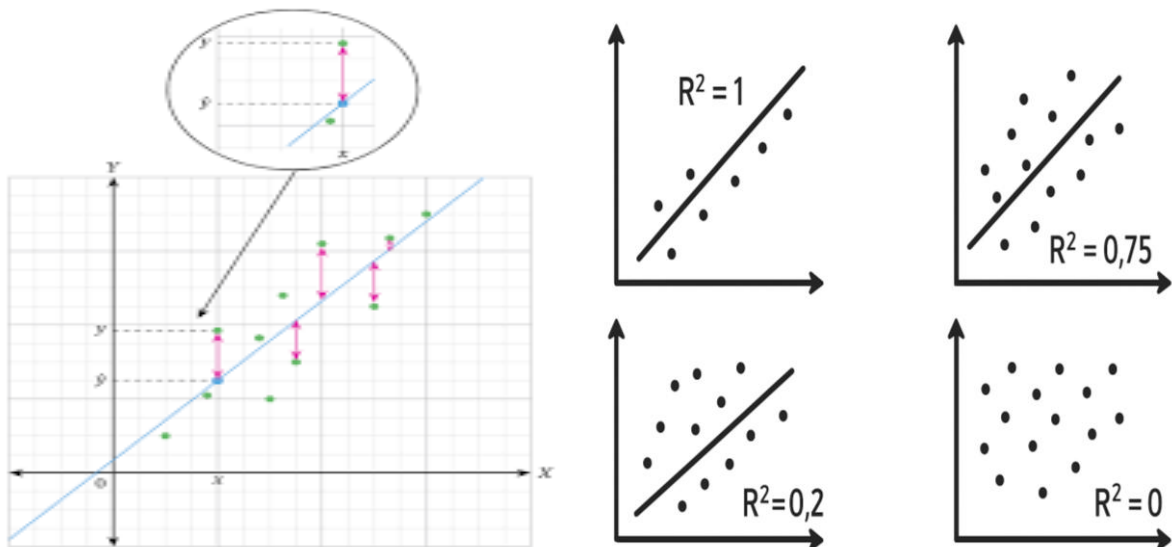 y
ŷ
x
Y
y
ŷ
O
x
X
R² = 1
R² = 0,75
R²=0,2
R² = 0